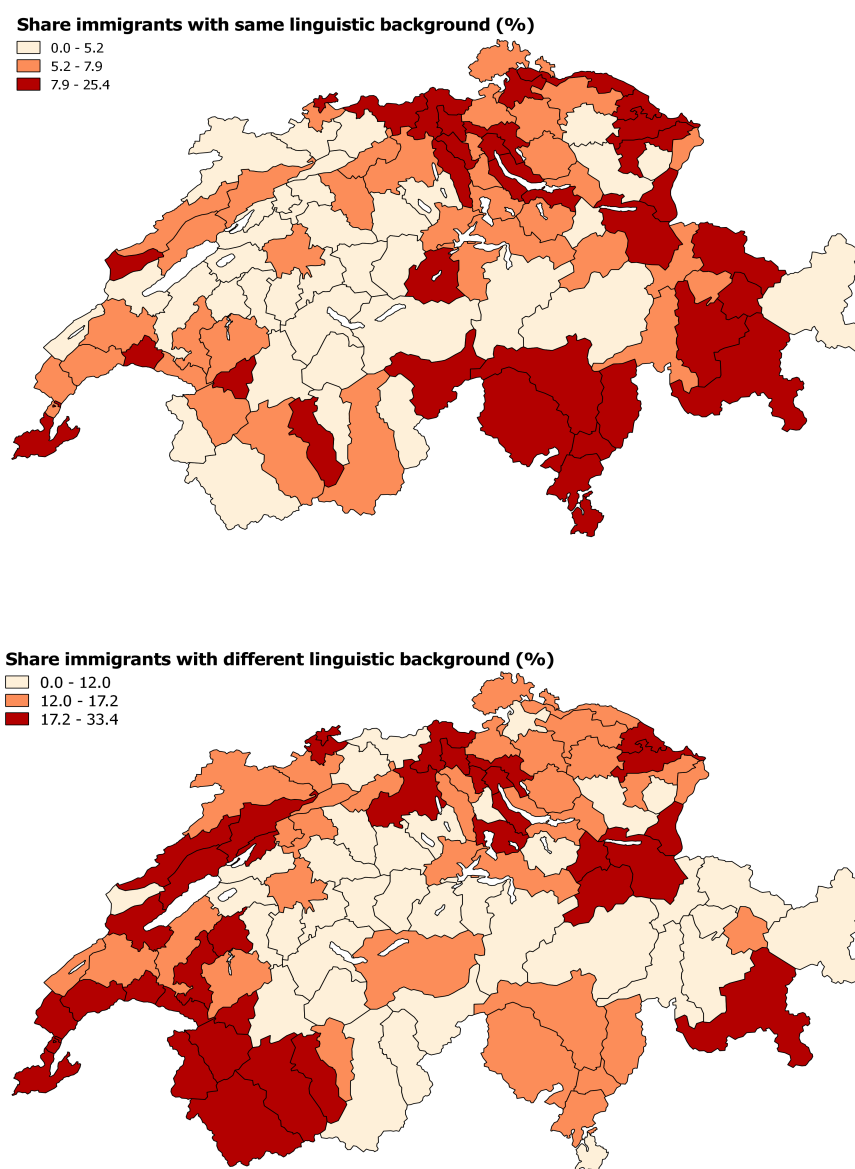 Share immigrants with same linguistic background (%)
0.0 - 5.2
5.2 - 7.9
7.9 - 25.4
Share immigrants with different linguistic background (%)
0.0 - 12.0
12.0 - 17.2
17.2 - 33.4